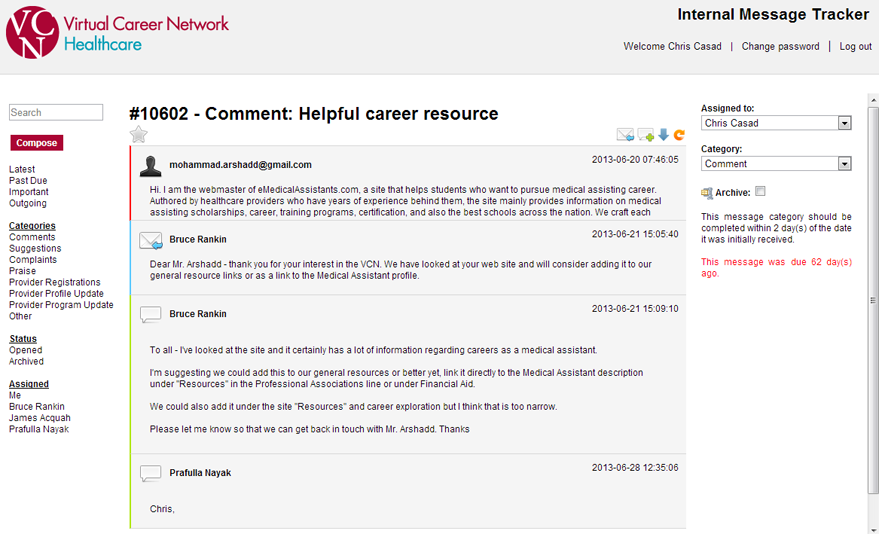 VCN
Virtual Career Network
Healthcare
Internal Message Tracker
Welcome Chris Casad | Change password | Log out
Search
Compose
Latest
Past Due
Important
Outgoing
Categories
Comments
Suggestions
Complaints
Praise
Provider Registrations
Provider Profile Update
Provider Program Update
Other
Status
Opened
Archived
Assigned
Me
Bruce Rankin
James Acquah
Prafulla Nayak
#10602 - Comment: Helpful career resource
mohammad.arshadd@gmail.com 2013-06-20 07:46:05
Hi. I am the webmaster of eMedicalAssistants.com, a site that helps students who want to pursue medical assisting career.
Authored by healthcare providers who have years of experience behind them, the site mainly provides information on medical
assisting scholarships, career, training programs, certification, and also the best schools across the nation. We craft each
Bruce Rankin 2013-06-21 15:05:40
Dear Mr. Arshadd - thank you for your interest in the VCN. We have looked at your web site and will consider adding it to our
general resource links or as a link to the Medical Assistant profile.
Bruce Rankin 2013-06-21 15:09:10
To all - I've looked at the site and it certainly has a lot of information regarding careers as a medical assistant.
I'm suggesting we could add this to our general resources or better yet, link it directly to the Medical Assistant description
under "Resources" in the Professional Associations line or under Financial Aid.
We could also add it under the site "Resources" and career exploration but I think that is too narrow.
Please let me know so that we can get back in touch with Mr. Arshadd. Thanks
Prafulla Nayak 2013-06-28 12:35:06
Chris,
Assigned to:
Chris Casad
Category:
Comment
Archive:
This message category should be
completed within 2 day(s) of the date
it was initially received.
This message was due 62 day(s)
ago.